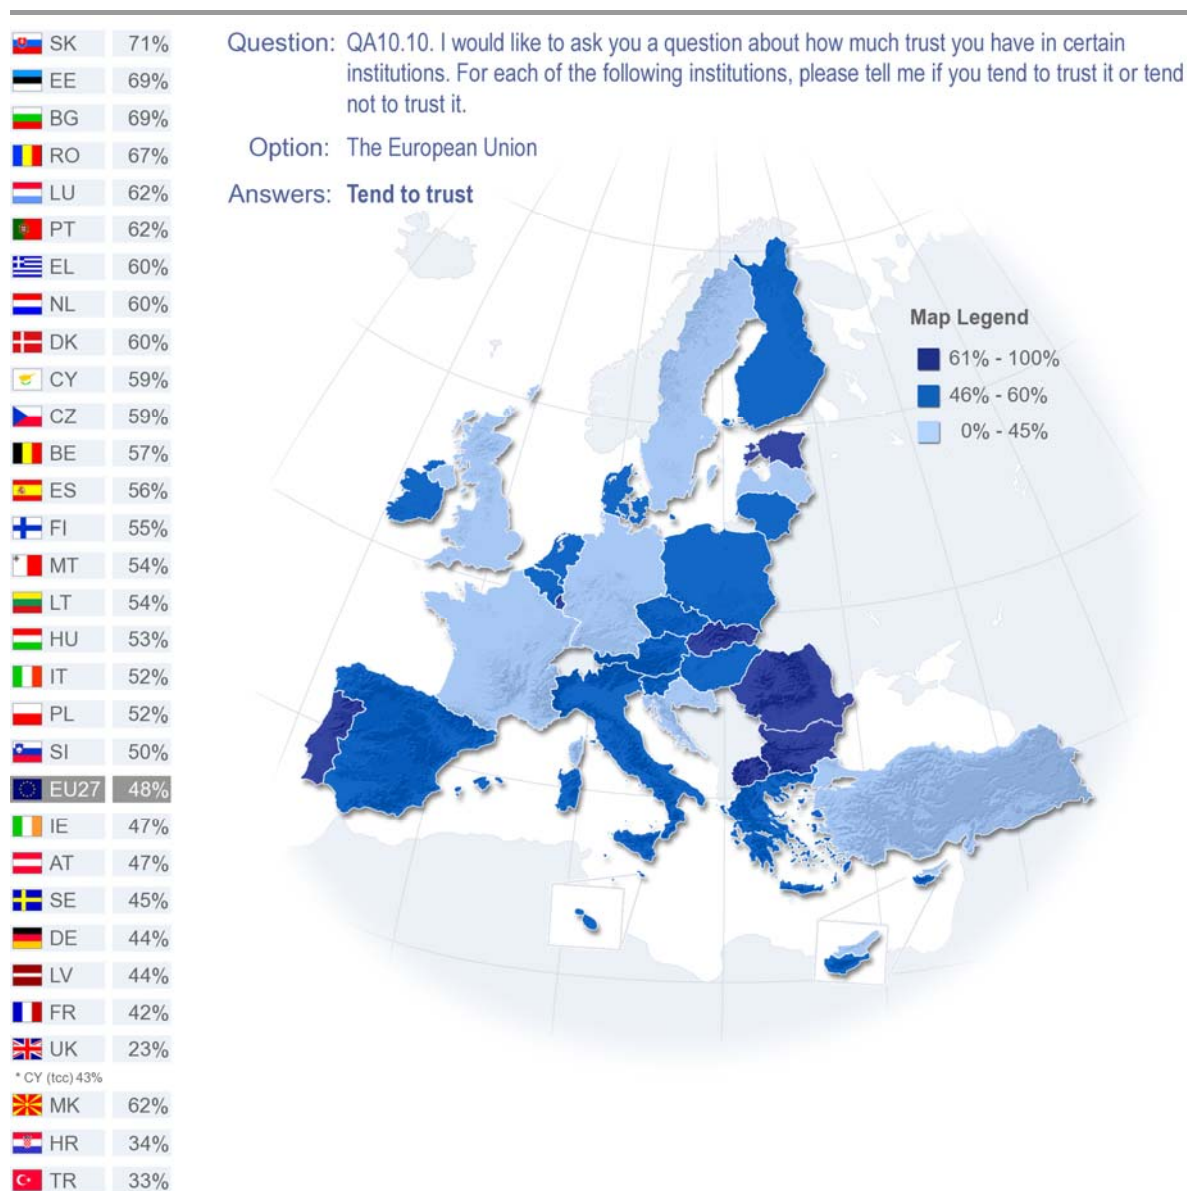 Question: QA10.10. I would like to ask you a question about how much trust you have in certain
institutions. For each of the following institutions, please tell me if you tend to trust it or tend
not to trust it.
Option: The European Union
Answers: Tend to trust
SK 71%
EE 69%
BG 69%
RO 67%
LU 62%
PT 62%
EL 60%
NL 60%
DK 60%
CY 59%
CZ 59%
BE 57%
ES 56%
FI 55%
MT 54%
LT 54%
HU 53%
IT 52%
PL 52%
SI 50%
EU27 48%
IE 47%
AT 47%
SE 45%
DE 44%
LV 44%
FR 42%
UK 23%
* CY (tcc) 43%
MK 62%
HR 34%
TR 33%
Map Legend
61% - 100%
46% - 60%
0% - 45%